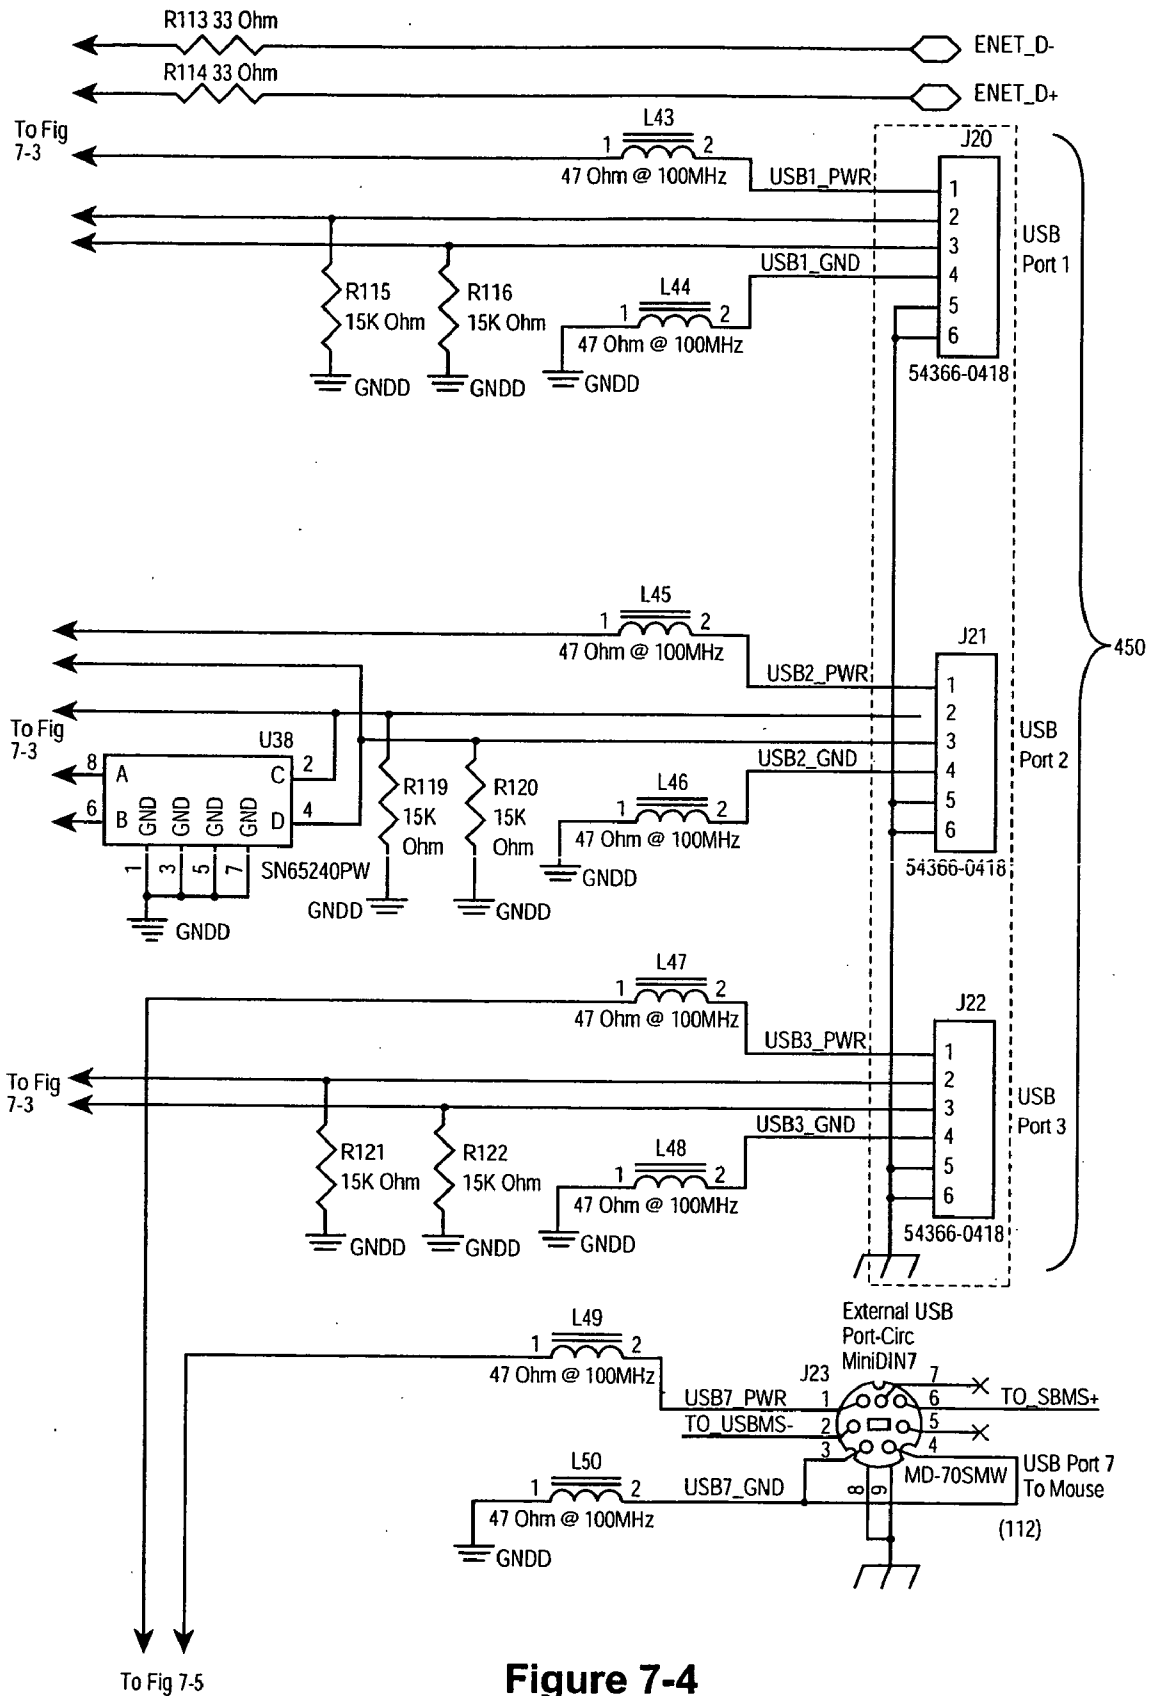 R113 33 Ohm
ENET_D-
R114 33 Ohm
ENET_D+
To Fig
7-3
L43
1 2
47 Ohm @ 100MHz
USB1_PWR
J20
1
2
3
4
5
6
USB
Port 1
USB1_GND
R115
15K Ohm
R116
15K Ohm
L44
1 2
47 Ohm @ 100MHz
GNDD
GNDD
GNDD
54366-0418
450
L45
1 2
47 Ohm @ 100MHz
USB2_PWR
J21
1
2
3
4
5
6
USB
Port 2
To Fig
7-3
U38
8 A C 2
6 B GND GND GND GND D 4
1 3 5 7
SN65240PW
GNDD
R119
15K
Ohm
R120
15K
Ohm
GNDD
GNDD
USB2_GND
L46
1 2
47 Ohm @ 100MHz
GNDD
54366-0418
L47
1 2
47 Ohm @ 100MHz
USB3_PWR
J22
1
2
3
4
5
6
USB
Port 3
To Fig
7-3
USB3_GND
R121
15K Ohm
R122
15K Ohm
L48
1 2
47 Ohm @ 100MHz
GNDD
GNDD
GNDD
54366-0418
External USB
Port-Circ
MiniDIN7
L49
1 2
47 Ohm @ 100MHz
J23
USB7_PWR 1
TO_USBMS- 2
3
7
6 TO_SBMS+
5
4
MD-70SMW
USB Port 7
To Mouse
(112)
8 9
L50
1 2
47 Ohm @ 100MHz
USB7_GND
GNDD
To Fig 7-5
Figure 7-4